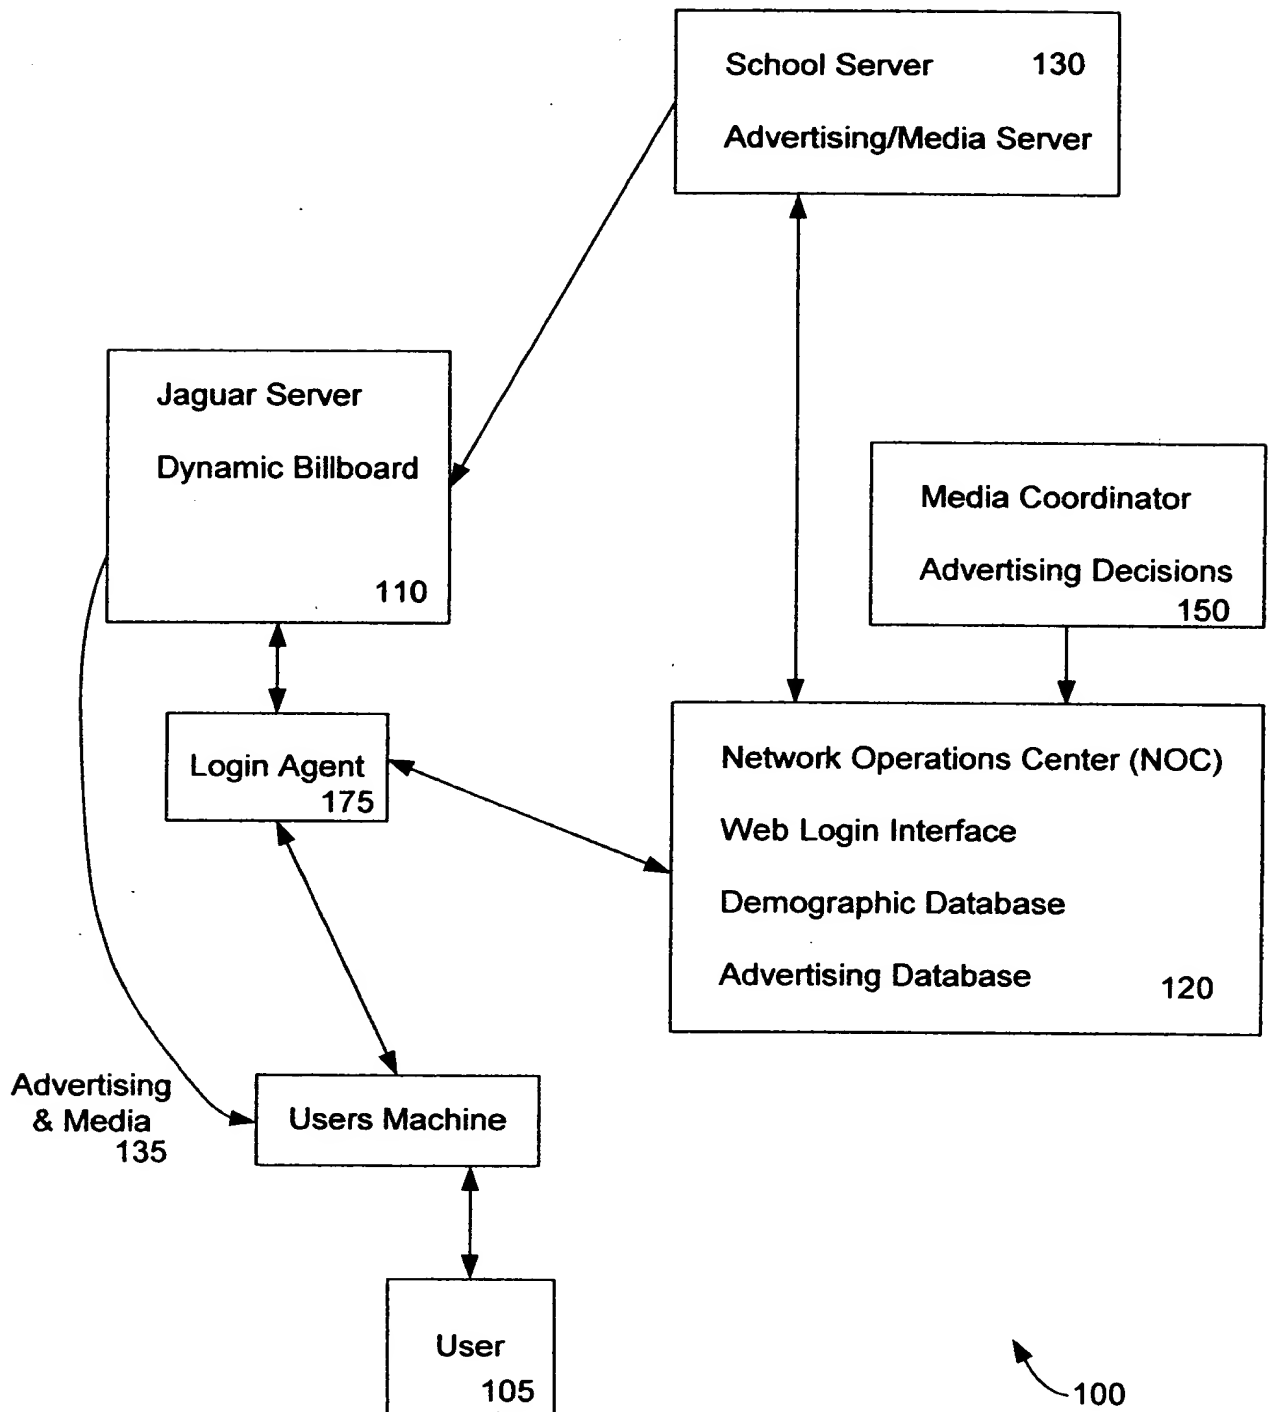 School Server 130
Advertising/Media Server
Jaguar Server
Dynamic Billboard
110
Media Coordinator
Advertising Decisions
150
Login Agent
175
Network Operations Center (NOC)
Web Login Interface
Demographic Database
Advertising Database 120
Advertising
& Media
135
Users Machine
User
105
100